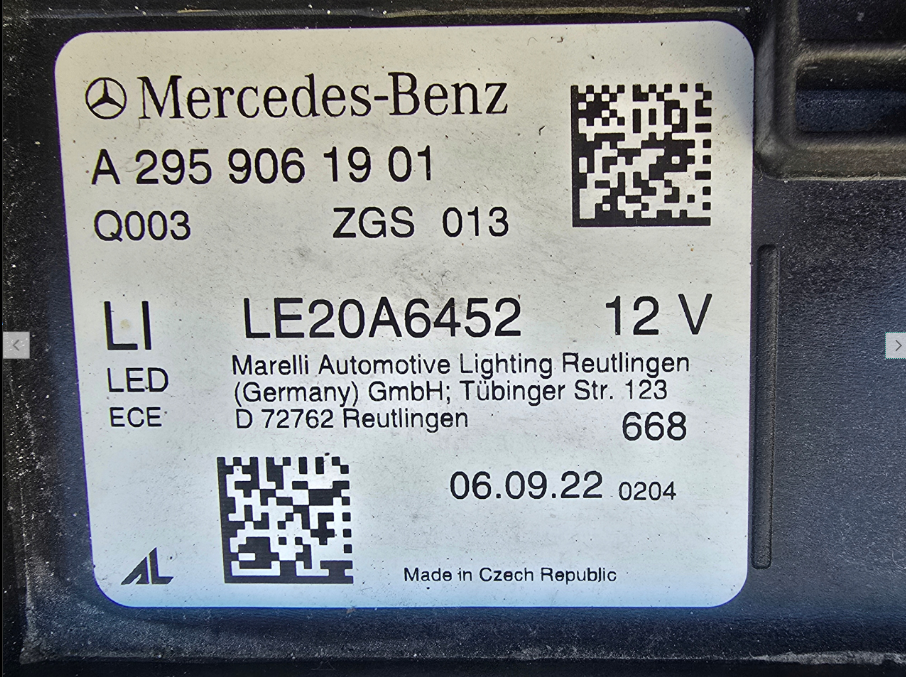 Mercedes-Benz
A 295 906 19 01
Q003 ZGS 013
LI LE20A6452 12 V
LED
ECE
Marelli Automotive Lighting Reutlingen
(Germany) GmbH; Tübinger Str. 123
D 72762 Reutlingen
668
06.09.22 0204
AL
Made in Czech Republic